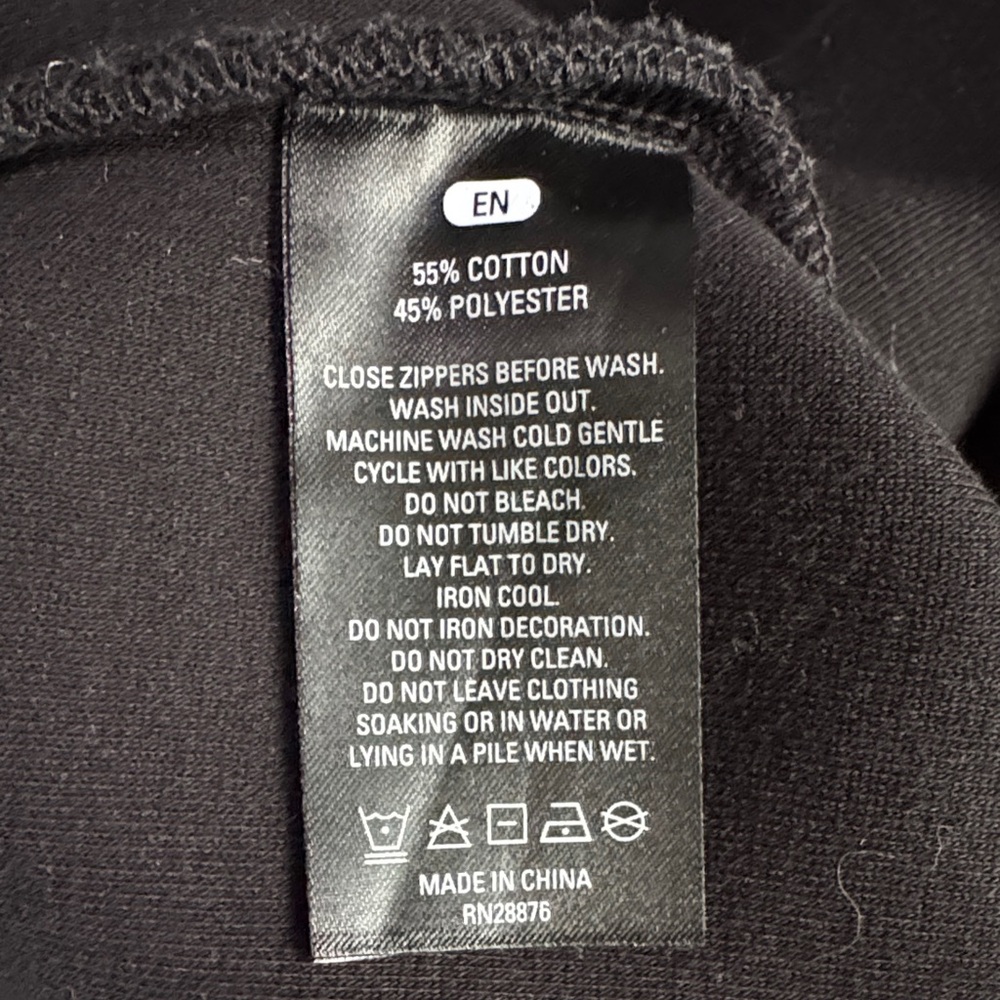 EN
55% COTTON
45% POLYESTER
CLOSE ZIPPERS BEFORE WASH.
WASH INSIDE OUT.
MACHINE WASH COLD GENTLE
CYCLE WITH LIKE COLORS.
DO NOT BLEACH.
DO NOT TUMBLE DRY.
LAY FLAT TO DRY.
IRON COOL.
DO NOT IRON DECORATION.
DO NOT DRY CLEAN.
DO NOT LEAVE CLOTHING
SOAKING OR IN WATER OR
LYING IN A PILE WHEN WET.
MADE IN CHINA
RN28876